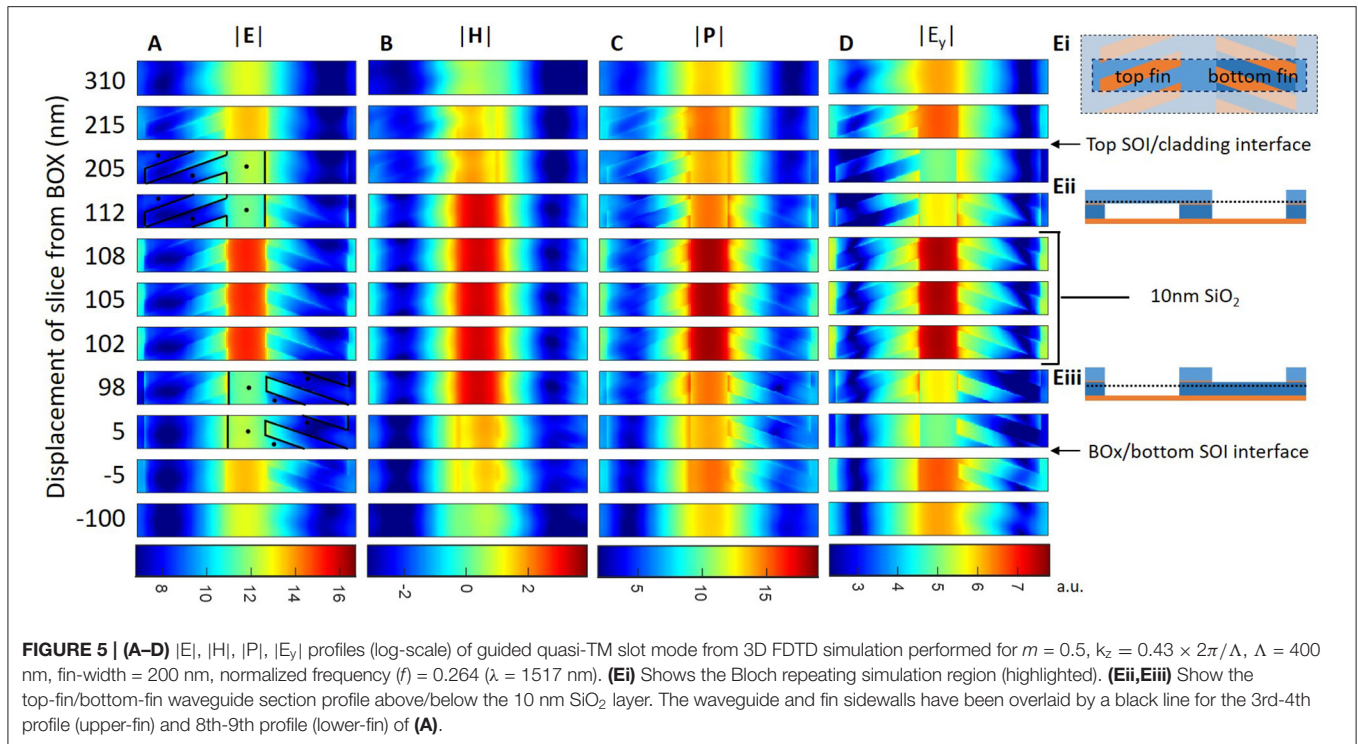 A |E| B |H| C |P| D |Ey| Ei
Displacement of slice from BOX (nm)
310
215
205
112
108
105
102
98
5
-5
-100
top fin bottom fin
Top SOI/cladding interface
Eii
10nm SiO₂
Eiii
BOx/bottom SOI interface
8 10 12 14 16 -2 2 5 10 15 3 4 5 6 7 a.u.
FIGURE 5 | (A–D) |E|, |H|, |P|, |Ey| profiles (log-scale) of guided quasi-TM slot mode from 3D FDTD simulation performed for m = 0.5, kz = 0.43 × 2π/Λ, Λ = 400
nm, fin-width = 200 nm, normalized frequency (f) = 0.264 (λ = 1517 nm). (Ei) Shows the Bloch repeating simulation region (highlighted). (Eii,Eiii) Show the
top-fin/bottom-fin waveguide section profile above/below the 10 nm SiO₂ layer. The waveguide and fin sidewalls have been overlaid by a black line for the 3rd-4th
profile (upper-fin) and 8th-9th profile (lower-fin) of (A).